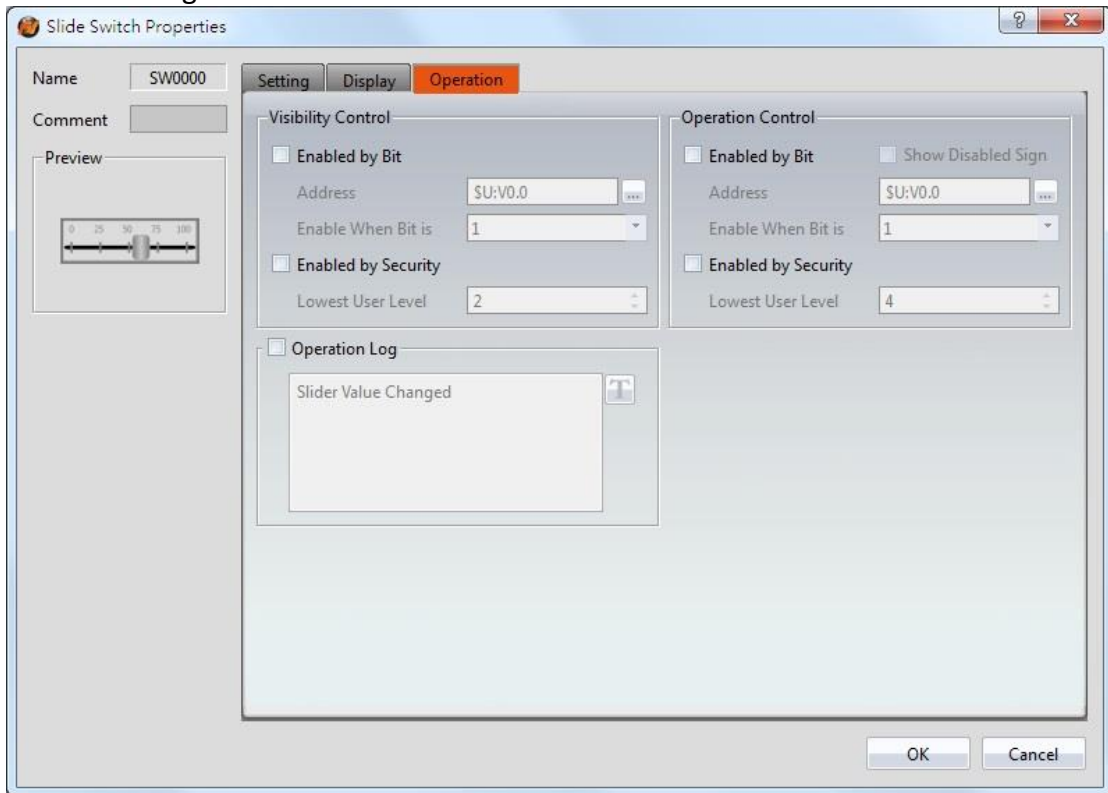 Slide Switch Properties
Name SW0000
Comment
Preview
0 25 50 75 100
Setting Display Operation
Visibility Control
Enabled by Bit
Address $U:V0.0 ...
Enable When Bit is 1
Enabled by Security
Lowest User Level 2
Operation Control
Enabled by Bit Show Disabled Sign
Address $U:V0.0 ...
Enable When Bit is 1
Enabled by Security
Lowest User Level 4
Operation Log
Slider Value Changed T
OK Cancel